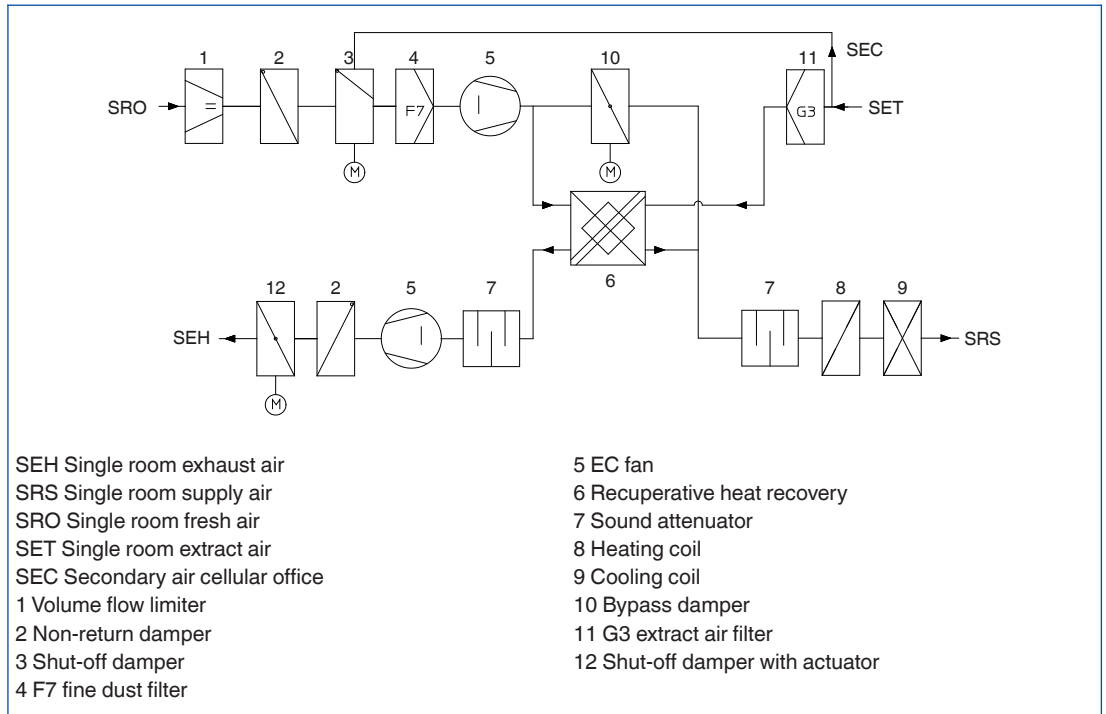 1 2 3 4 5 10 11 SEC
SRO = F7 G3 SET
M M
6
12 2 5 7 7 8 9
SEH SRS
M
SEH Single room exhaust air
SRS Single room supply air
SRO Single room fresh air
SET Single room extract air
SEC Secondary air cellular office
1 Volume flow limiter
2 Non-return damper
3 Shut-off damper
4 F7 fine dust filter
5 EC fan
6 Recuperative heat recovery
7 Sound attenuator
8 Heating coil
9 Cooling coil
10 Bypass damper
11 G3 extract air filter
12 Shut-off damper with actuator